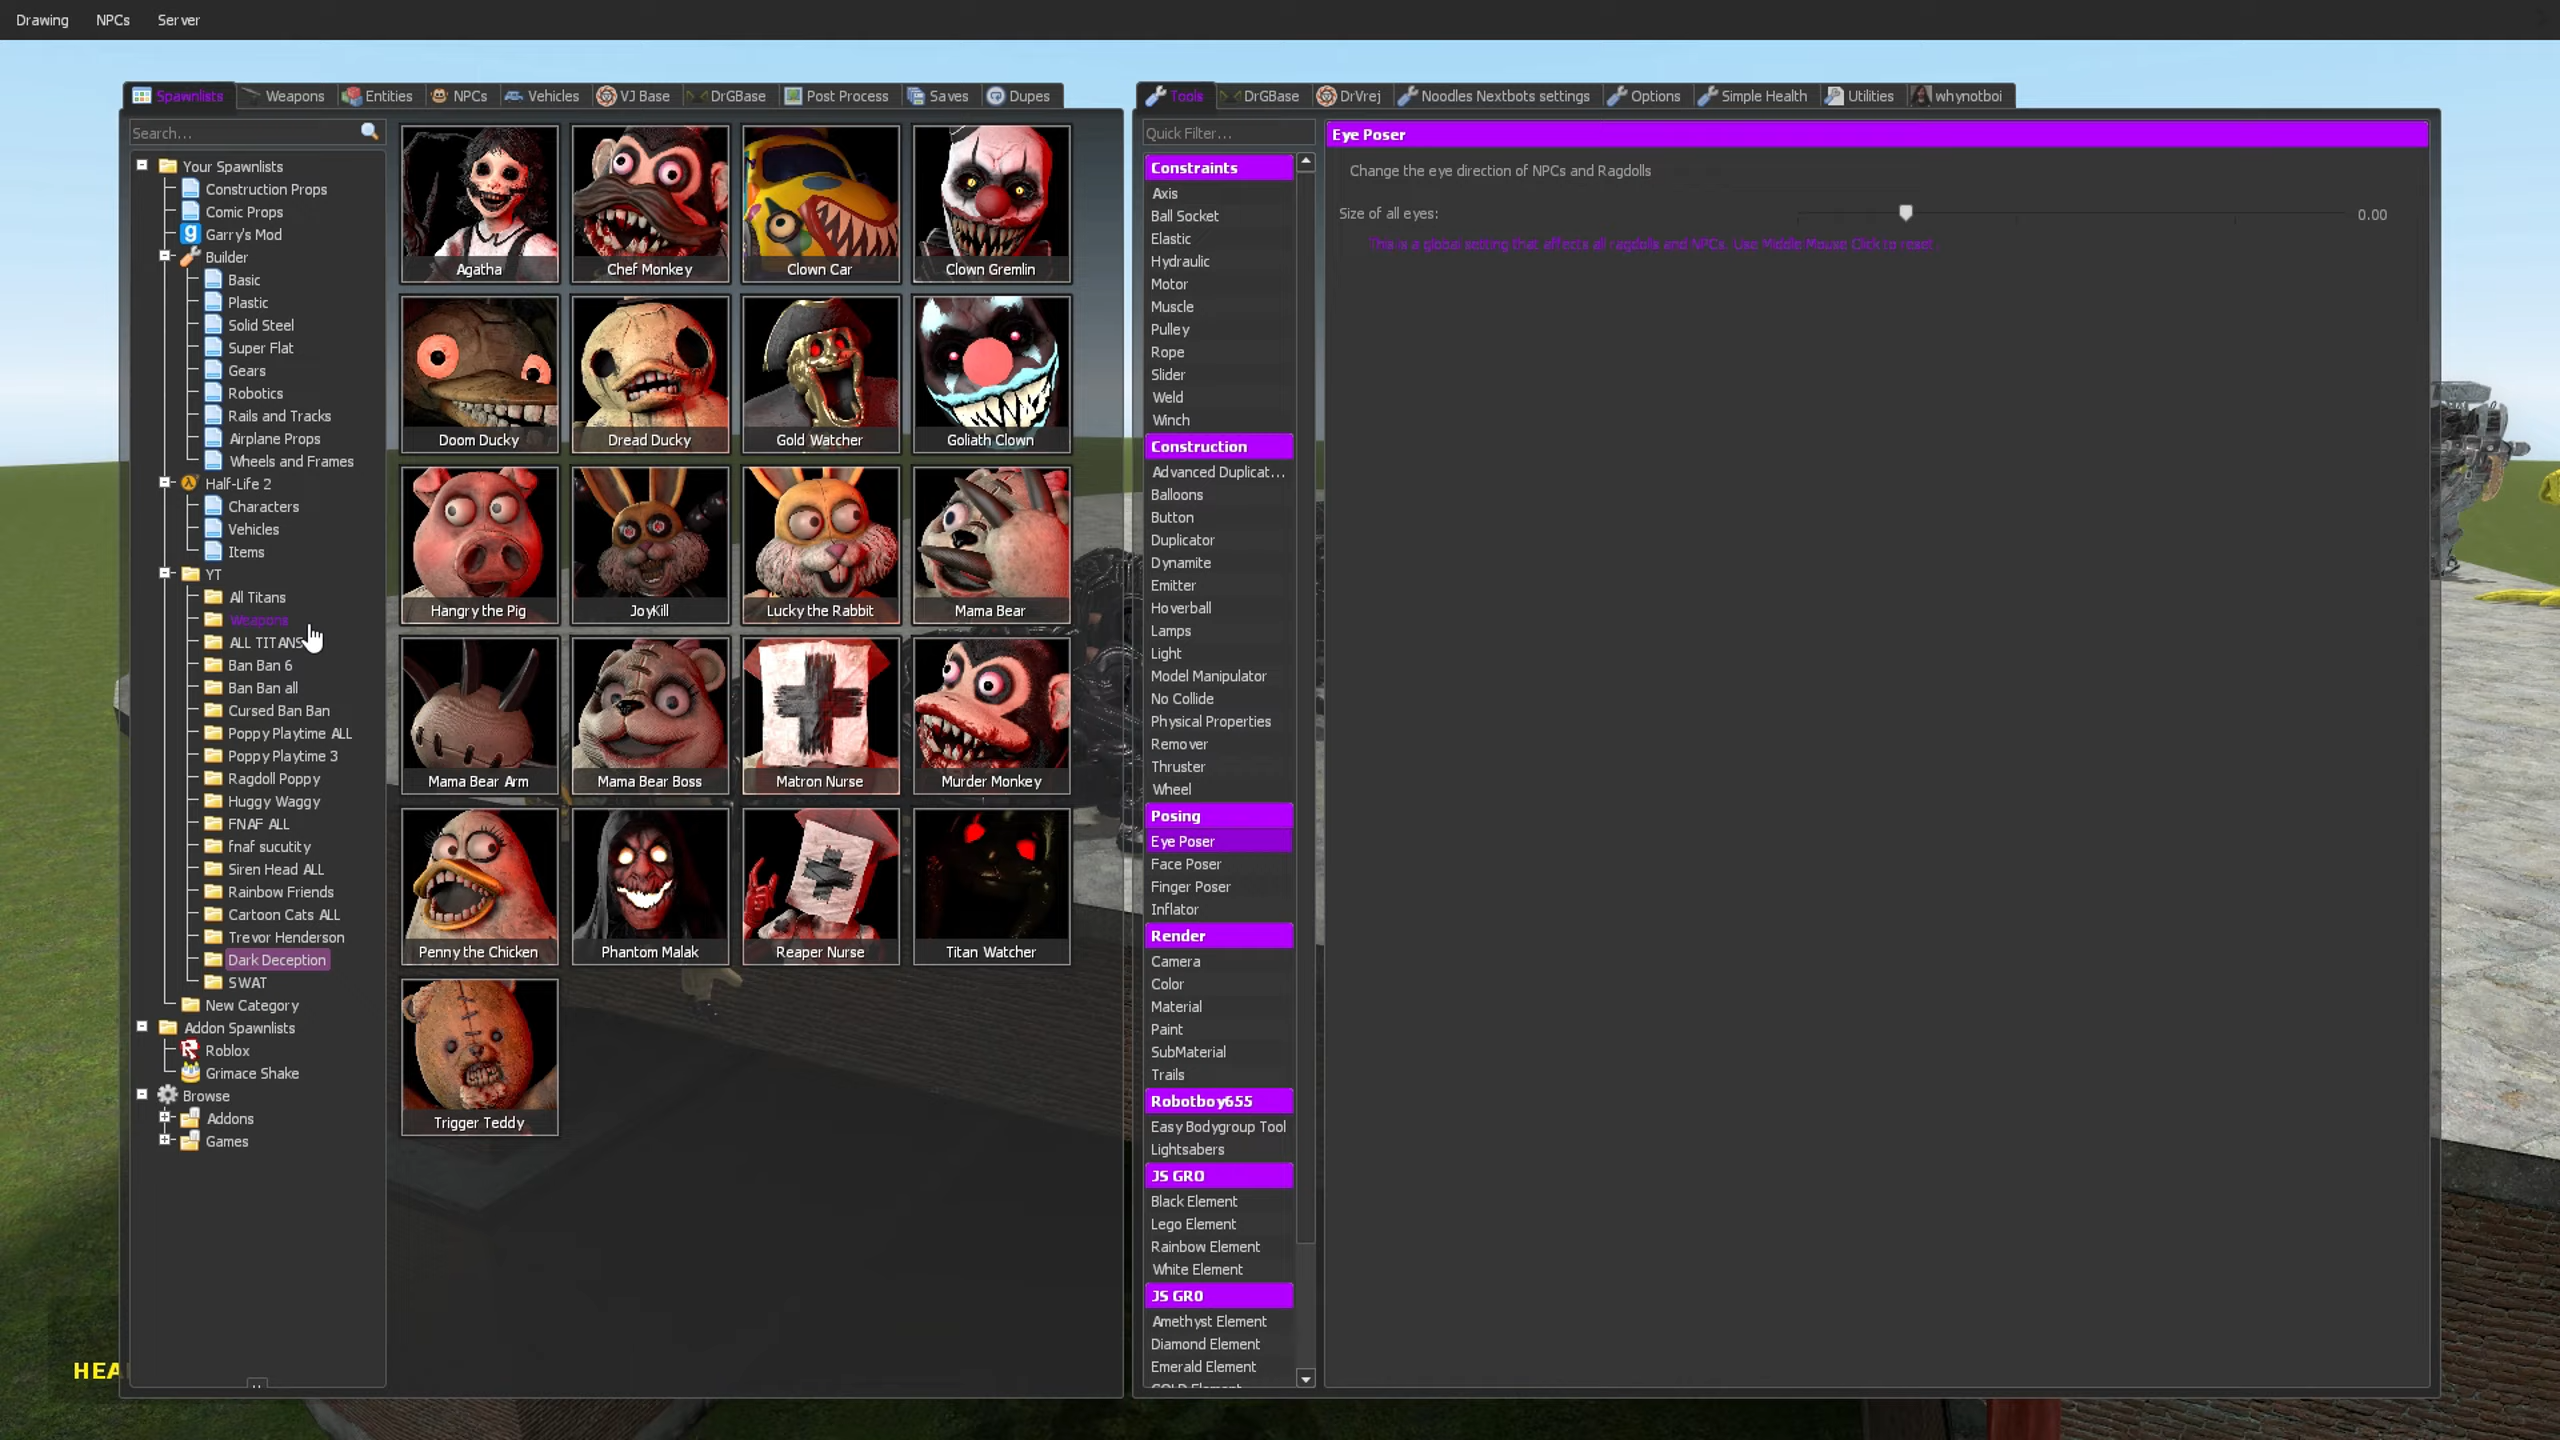 Drawing NPCs Server
Spawnlists Weapons Entities NPCs Vehicles VJ Base DrGBase Post Process Saves Dupes
Search...
Your Spawnlists
Construction Props
Comic Props
Garry's Mod
Builder
Basic
Plastic
Solid Steel
Super Flat
Gears
Robotics
Rails and Tracks
Airplane Props
Wheels and Frames
Half-Life 2
Characters
Vehicles
Items
YT
All Titans
Weapons
ALL TITANS
Ban Ban 6
Ban Ban all
Cursed Ban Ban
Poppy Playtime ALL
Poppy Playtime 3
Ragdoll Poppy
Huggy Waggy
FNAF ALL
fnaf sucutity
Siren Head ALL
Rainbow Friends
Cartoon Cats ALL
Trevor Henderson
Dark Deception
SWAT
New Category
Addon Spawnlists
Roblox
Grimace Shake
Browse
Addons
Games
Agatha Chef Monkey Clown Car Clown Gremlin
Doom Ducky Dread Ducky Gold Watcher Goliath Clown
Hangry the Pig JoyKill Lucky the Rabbit Mama Bear
Mama Bear Arm Mama Bear Boss Matron Nurse Murder Monkey
Penny the Chicken Phantom Malak Reaper Nurse Titan Watcher
Trigger Teddy
Tools DrGBase DrVrej Noodles Nextbots settings Options Simple Health Utilities whynotboi
Quick Filter...
Constraints
Axis
Ball Socket
Elastic
Hydraulic
Motor
Muscle
Pulley
Rope
Slider
Weld
Winch
Construction
Advanced Duplicat...
Balloons
Button
Duplicator
Dynamite
Emitter
Hoverball
Lamps
Light
Model Manipulator
No Collide
Physical Properties
Remover
Thruster
Wheel
Posing
Eye Poser
Face Poser
Finger Poser
Inflator
Render
Camera
Color
Material
Paint
SubMaterial
Trails
Robotboy655
Easy Bodygroup Tool
Lightsabers
JS GRO
Black Element
Lego Element
Rainbow Element
White Element
JS GRO
Amethyst Element
Diamond Element
Emerald Element
Eye Poser
Change the eye direction of NPCs and Ragdolls
Size of all eyes: 0.00
This is a global setting that affects all ragdolls and NPCs. Use Middle Mouse Click to reset.
HEA